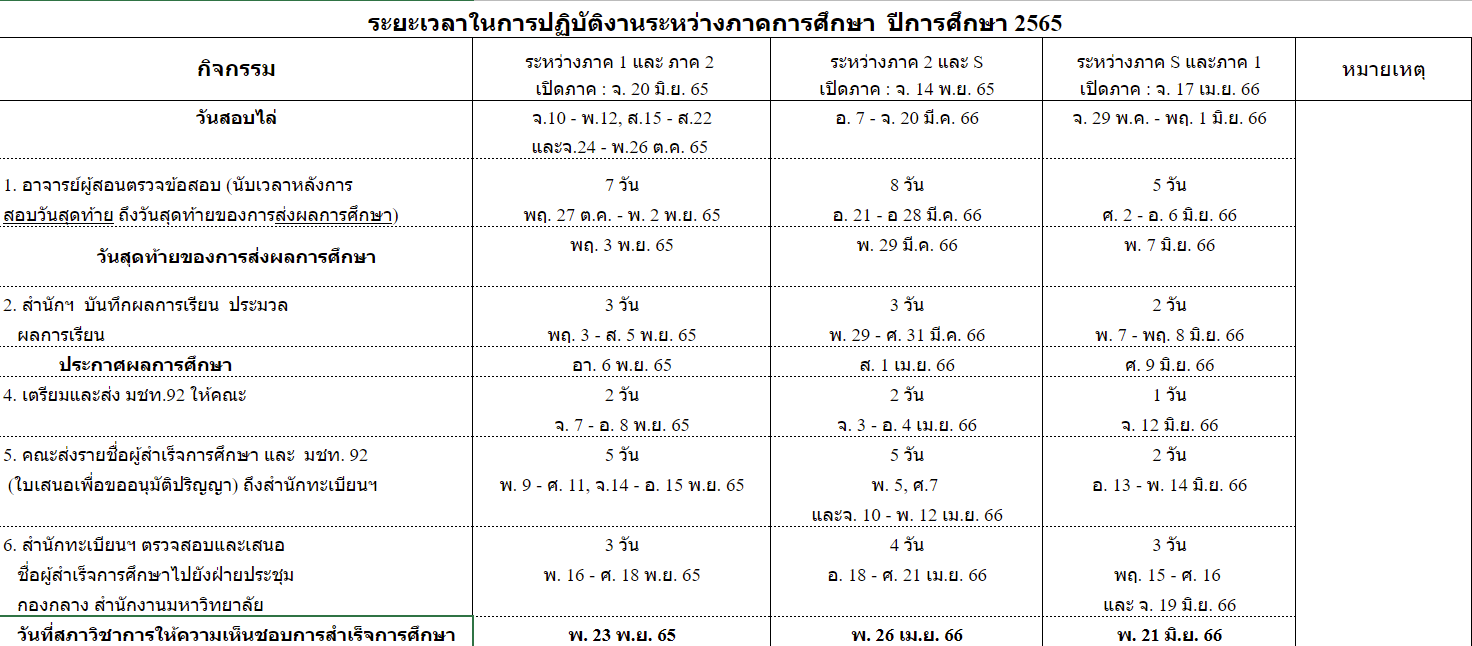 ระยะเวลาในการปฏิบัติงานระหว่างภาคการศึกษา ปีการศึกษา 2565
กิจกรรม
ระหว่างภาค 1 และ ภาค 2
เปิดภาค : จ. 20 มิ.ย. 65
ระหว่างภาค 2 และ S
เปิดภาค : จ. 14 พ.ย. 65
ระหว่างภาค S และภาค 1
เปิดภาค : จ. 17 เม.ย. 66
หมายเหตุ
วันสอบไล่
จ.10 - พ.12, ส.15 - ส.22
และจ.24 - พ.26 ต.ค. 65
อ. 7 - จ. 20 มี.ค. 66
จ. 29 พ.ค. - พฤ. 1 มิ.ย. 66
1. อาจารย์ผู้สอนตรวจข้อสอบ (นับเวลาหลังการ
สอบวันสุดท้าย ถึงวันสุดท้ายของการส่งผลการศึกษา)
7 วัน
พฤ. 27 ต.ค. - พ. 2 พ.ย. 65
8 วัน
อ. 21 - อ 28 มี.ค. 66
5 วัน
ศ. 2 - อ. 6 มิ.ย. 66
วันสุดท้ายของการส่งผลการศึกษา
พฤ. 3 พ.ย. 65
พ. 29 มี.ค. 66
พ. 7 มิ.ย. 66
2. สำนักฯ บันทึกผลการเรียน ประมวล
ผลการเรียน
3 วัน
พฤ. 3 - ส. 5 พ.ย. 65
3 วัน
พ. 29 - ศ. 31 มี.ค. 66
2 วัน
พ. 7 - พฤ. 8 มิ.ย. 66
ประกาศผลการศึกษา
อา. 6 พ.ย. 65
ส. 1 เม.ย. 66
ศ. 9 มิ.ย. 66
4. เตรียมและส่ง มชท.92 ให้คณะ
2 วัน
จ. 7 - อ. 8 พ.ย. 65
2 วัน
จ. 3 - อ. 4 เม.ย. 66
1 วัน
จ. 12 มิ.ย. 66
5. คณะส่งรายชื่อผู้สำเร็จการศึกษา และ มชท. 92
(ใบเสนอเพื่อขออนุมัติปริญญา) ถึงสำนักทะเบียนฯ
5 วัน
พ. 9 - ศ. 11, จ.14 - อ. 15 พ.ย. 65
5 วัน
พ. 5, ศ.7
และจ. 10 - พ. 12 เม.ย. 66
2 วัน
อ. 13 - พ. 14 มิ.ย. 66
6. สำนักทะเบียนฯ ตรวจสอบและเสนอ
ชื่อผู้สำเร็จการศึกษาไปยังฝ่ายประชุม
กองกลาง สำนักงานมหาวิทยาลัย
3 วัน
พ. 16 - ศ. 18 พ.ย. 65
4 วัน
อ. 18 - ศ. 21 เม.ย. 66
3 วัน
พฤ. 15 - ศ. 16
และ จ. 19 มิ.ย. 66
วันที่สภาวิชาการให้ความเห็นชอบการสำเร็จการศึกษา
พ. 23 พ.ย. 65
พ. 26 เม.ย. 66
พ. 21 มิ.ย. 66